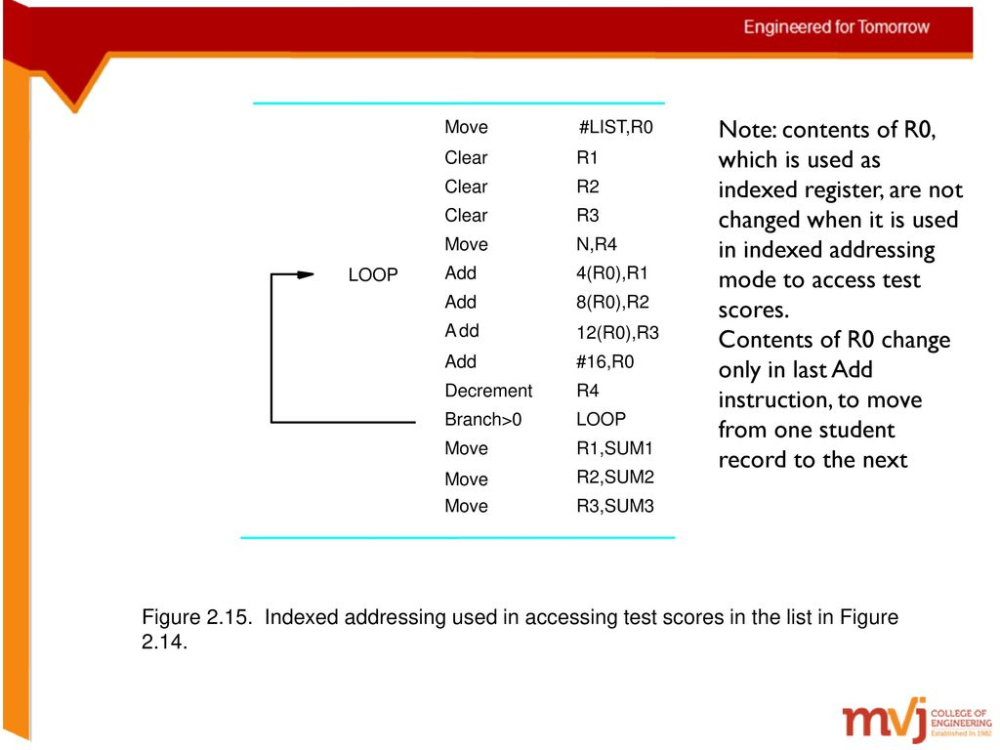 Engineered for Tomorrow
Move #LIST,R0
Clear R1
Clear R2
Clear R3
Move N,R4
LOOP Add 4(R0),R1
Add 8(R0),R2
Add 12(R0),R3
Add #16,R0
Decrement R4
Branch>0 LOOP
Move R1,SUM1
Move R2,SUM2
Move R3,SUM3
Note: contents of R0,
which is used as
indexed register, are not
changed when it is used
in indexed addressing
mode to access test
scores.
Contents of R0 change
only in last Add
instruction, to move
from one student
record to the next
Figure 2.15. Indexed addressing used in accessing test scores in the list in Figure
2.14.
mvj COLLEGE OF
ENGINEERING
Established In 1982